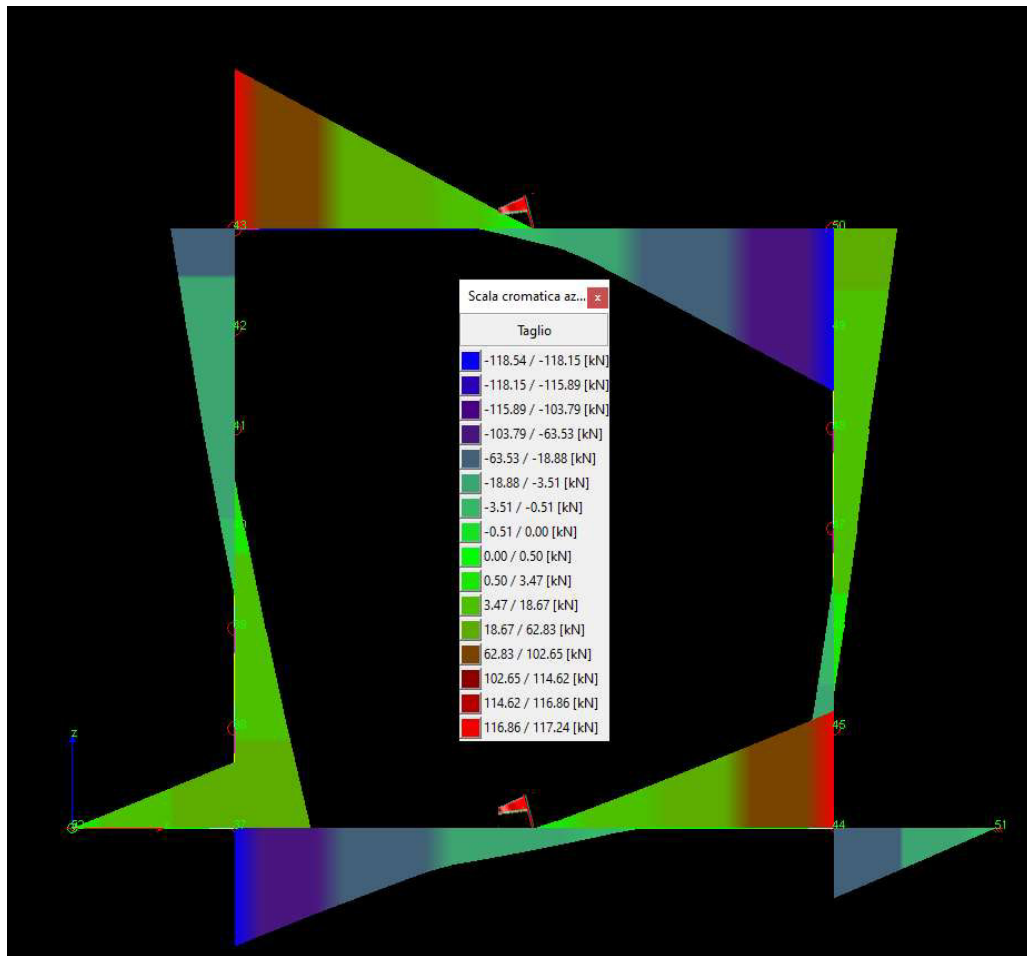 43
50
Scala cromatica az...
x
Taglio
42
-118.54 / -118.15 [kN]
-118.15 / -115.89 [kN]
-115.89 / -103.79 [kN]
41
-103.79 / -63.53 [kN]
-63.53 / -18.88 [kN]
-18.88 / -3.51 [kN]
-3.51 / -0.51 [kN]
-0.51 / 0.00 [kN]
0.00 / 0.50 [kN]
0.50 / 3.47 [kN]
3.47 / 18.67 [kN]
18.67 / 62.83 [kN]
62.83 / 102.65 [kN]
102.65 / 114.62 [kN]
114.62 / 116.86 [kN]
116.86 / 117.24 [kN]
45
z
37
44
51